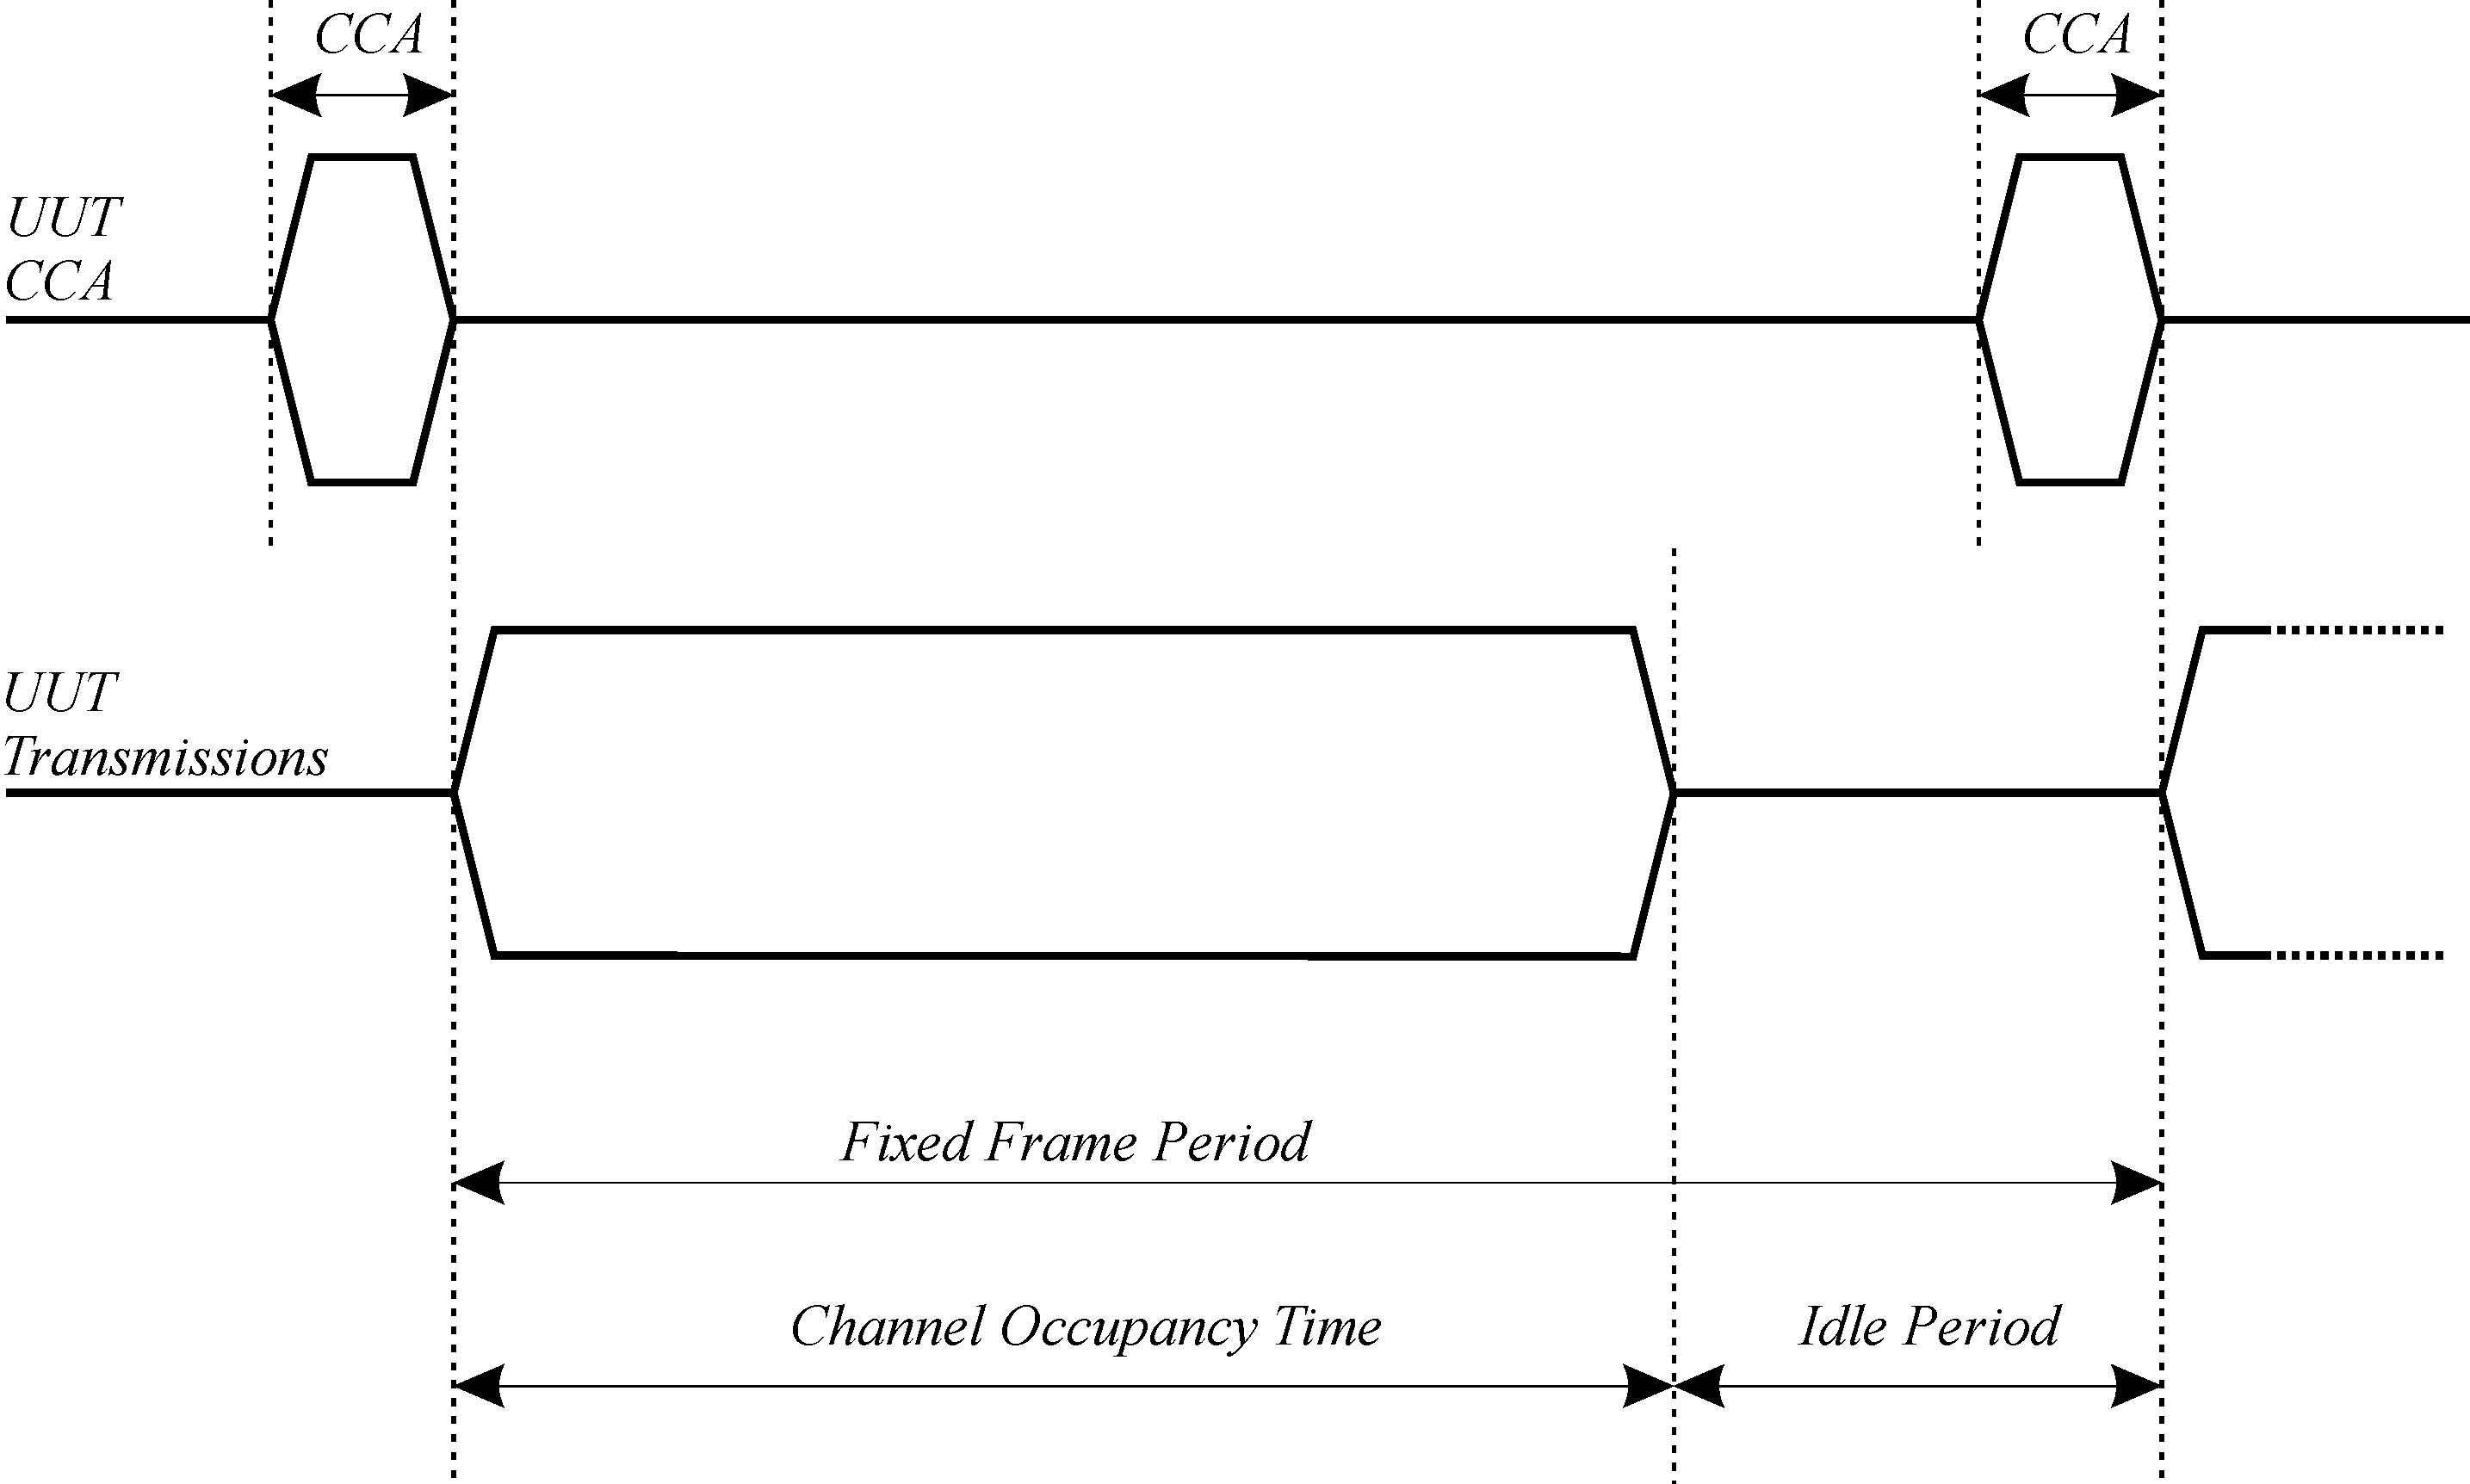 CCA
CCA
UUT
CCA
UUT
Transmissions
Fixed Frame Period
Channel Occupancy Time
Idle Period